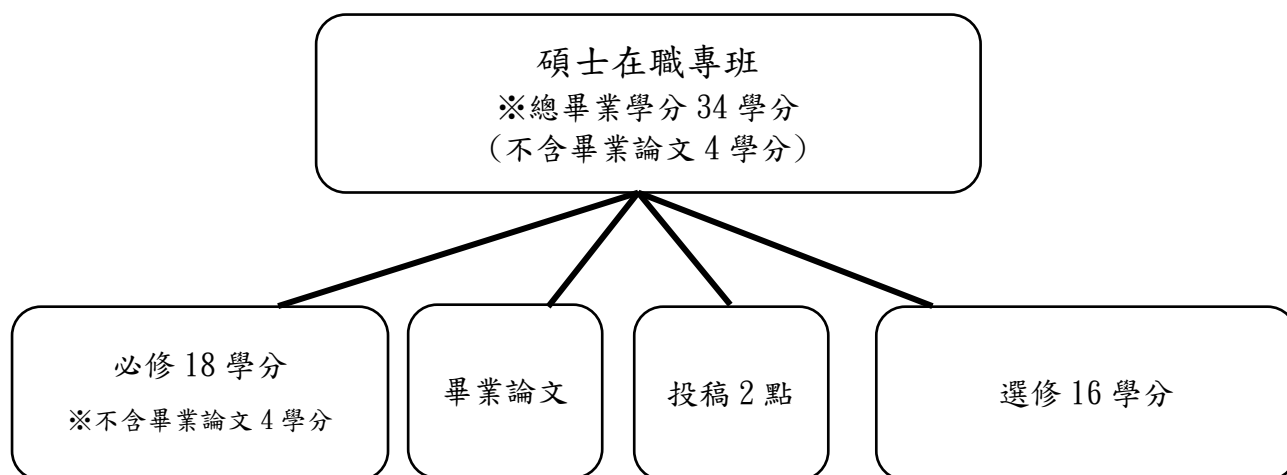 碩士在職專班
※總畢業學分 34 學分
(不含畢業論文 4 學分)
必修 18 學分
※不含畢業論文 4 學分
畢業論文
投稿 2 點
選修 16 學分